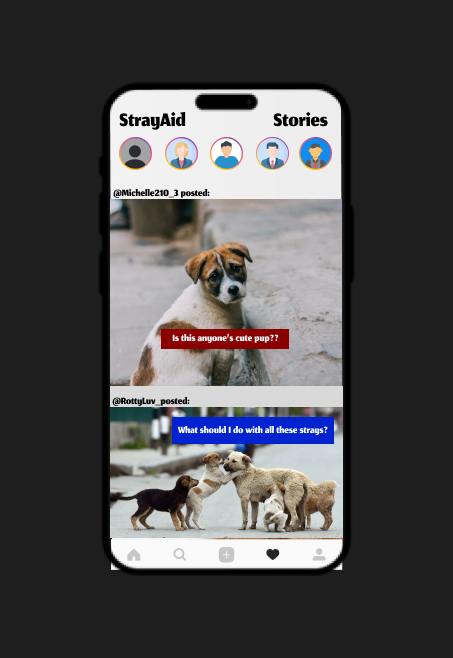 StrayAid Stories
@Michelle210_3 posted:
Is this anyone's cute pup??
@RottyLuv_posted:
What should I do with all these strays?